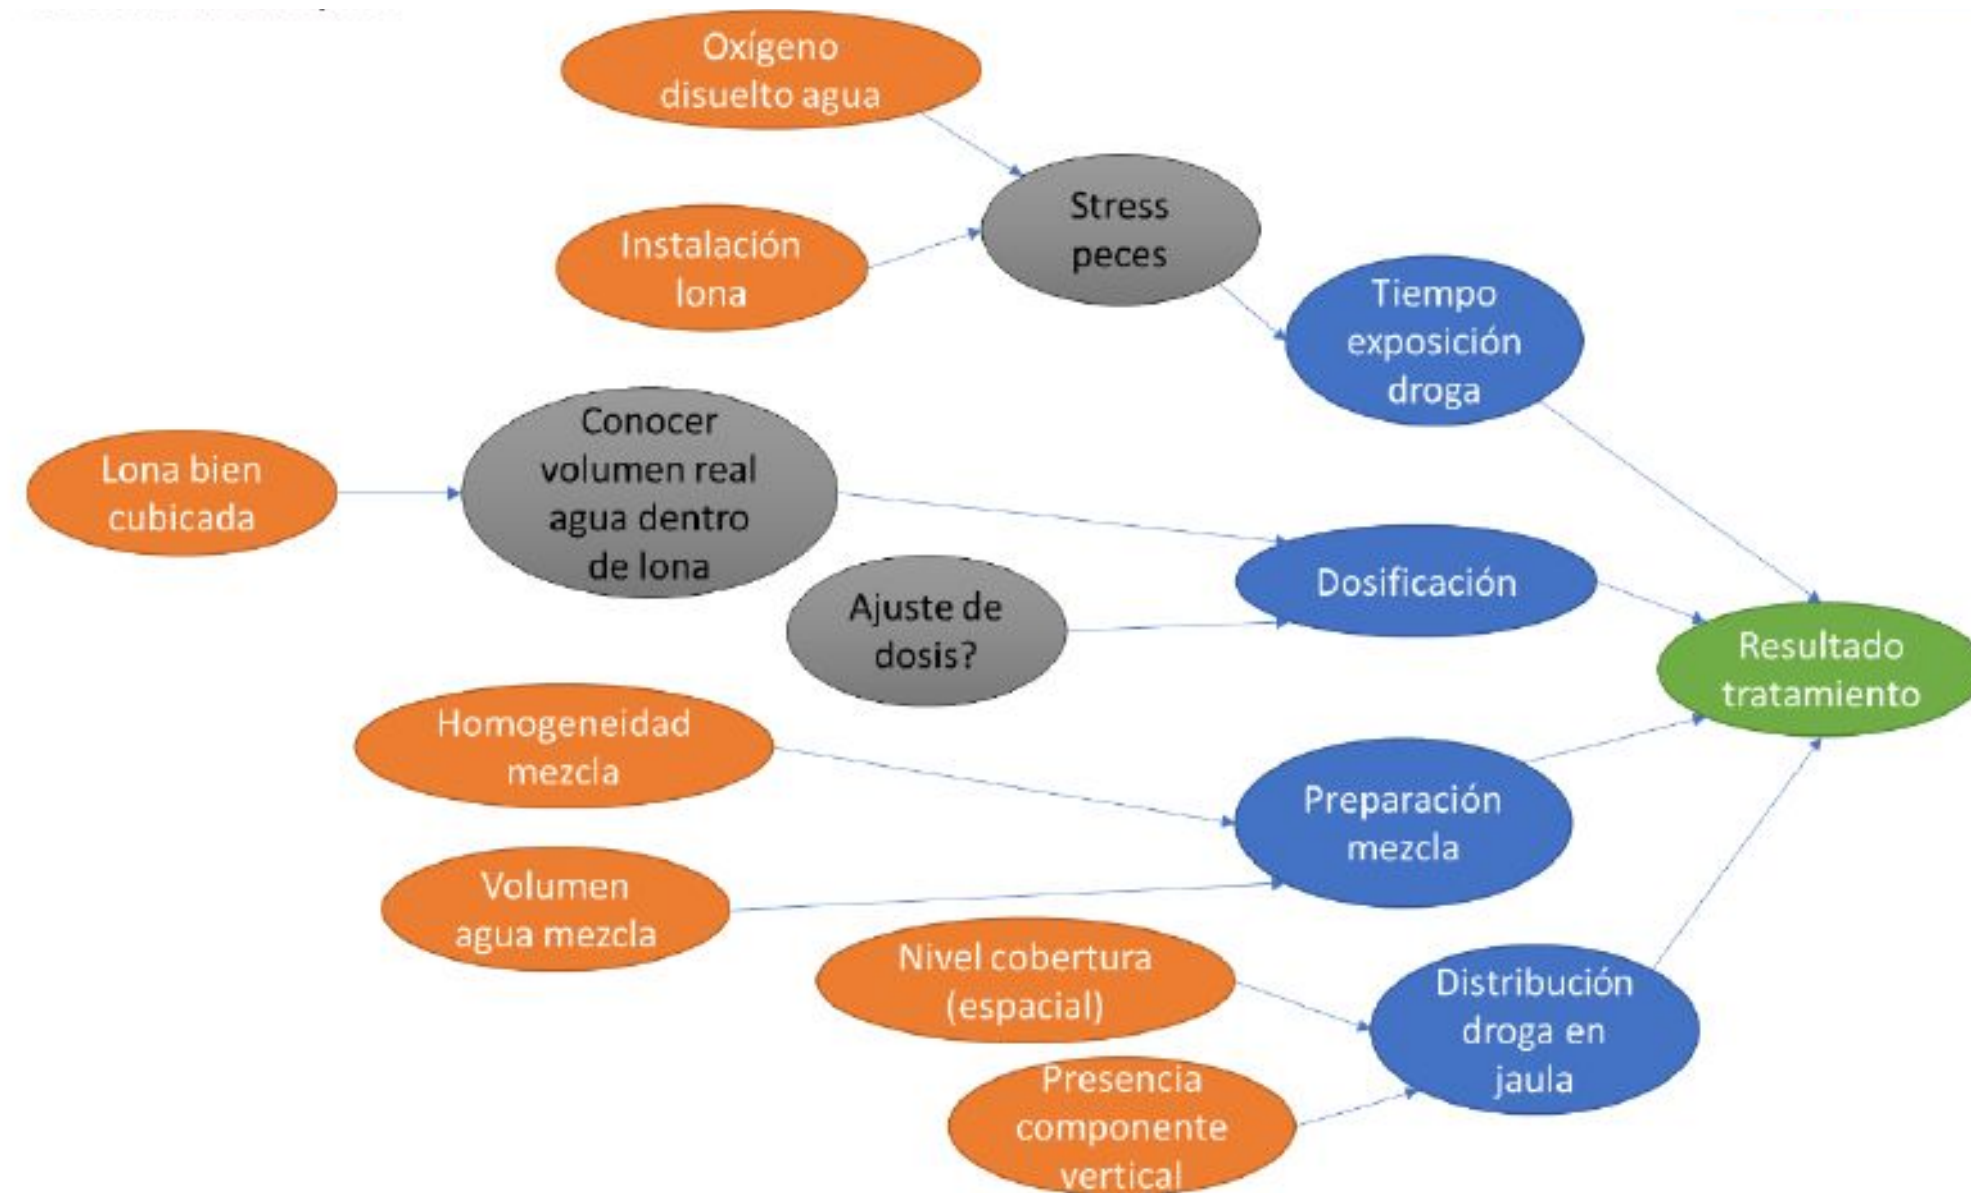 Oxígeno
disuelto agua
Instalación
lona
Stress
peces
Tiempo
exposición
droga
Lona bien
cubicada
Conocer
volumen real
agua dentro
de lona
Ajuste de
dosis?
Dosificación
Resultado
tratamiento
Homogeneidad
mezcla
Volumen
agua mezcla
Preparación
mezcla
Nivel cobertura
(espacial)
Presencia
componente
vertical
Distribución
droga en
jaula